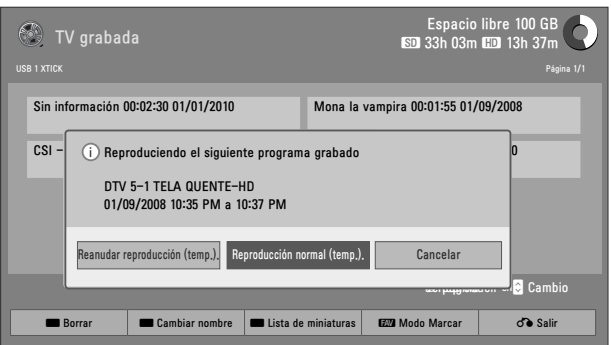 TV grabada
Espacio libre 100 GB
SD 33h 03m HD 13h 37m
USB 1 XTICK
Página 1/1
Sin información 00:02:30 01/01/2010
Mona la vampira 00:01:55 01/09/2008
CSI –
0
Reproduciendo el siguiente programa grabado
DTV 5-1 TELA QUENTE-HD
01/09/2008 10:35 PM a 10:37 PM
Reanudar reproducción (temp.).
Reproducción normal (temp.).
Cancelar
Cambio
Borrar
Cambiar nombre
Lista de miniaturas
FAV Modo Marcar
Salir